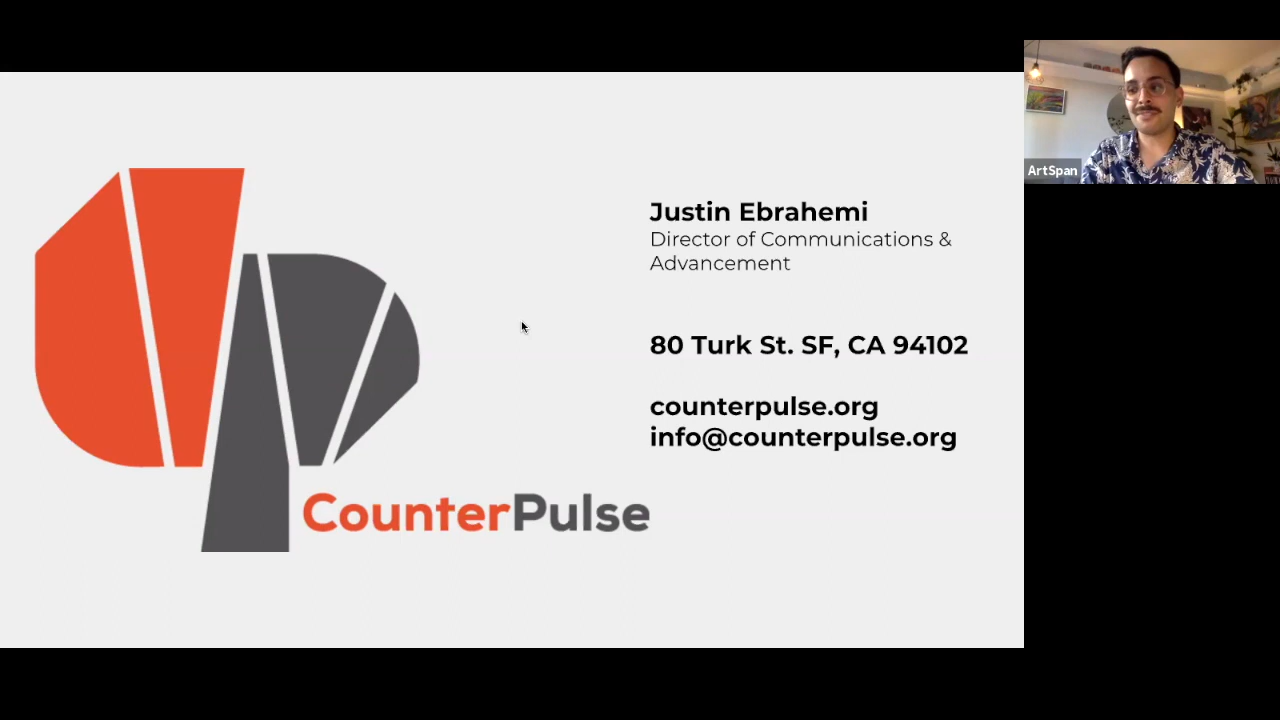 Justin Ebrahemi
Director of Communications &
Advancement
80 Turk St. SF, CA 94102
counterpulse.org
info@counterpulse.org
CounterPulse
ArtSpan